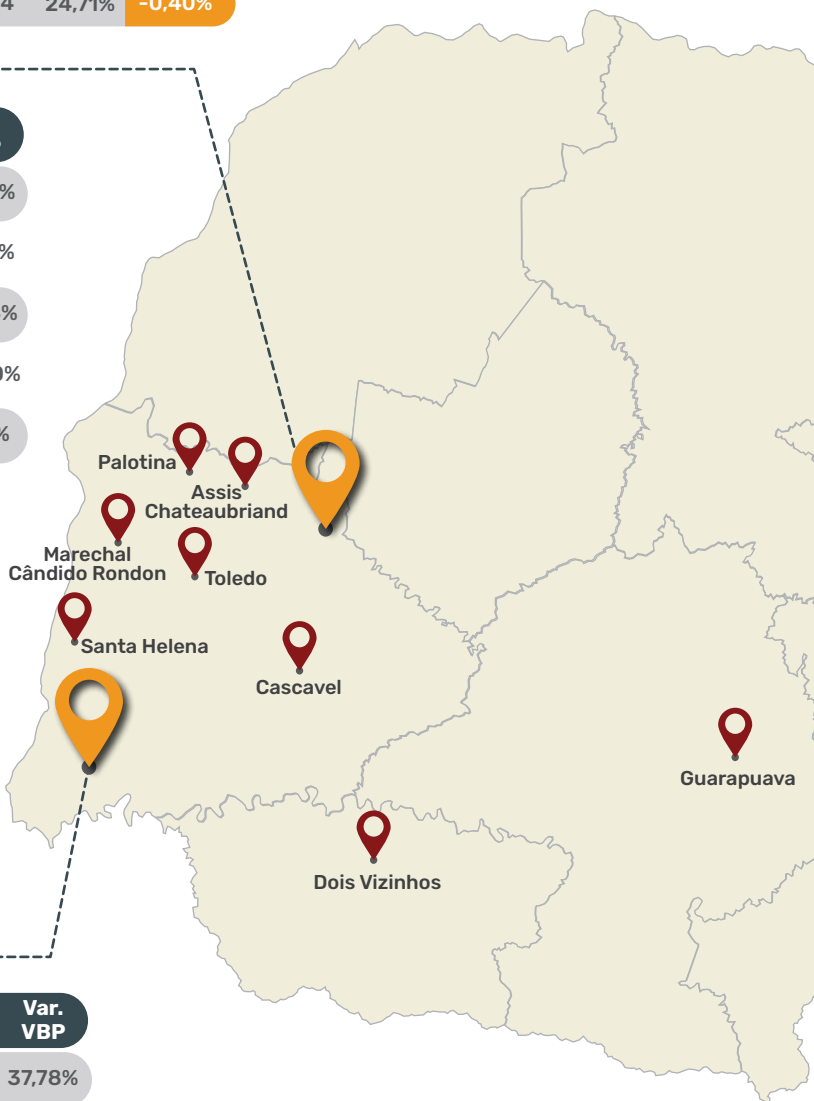 4 24,71% -0,40%
%
%
%
%
Palotina
Assis
Chateaubriand
Marechal
Cândido Rondon
Toledo
Santa Helena
Cascavel
Guarapuava
Dois Vizinhos
Var.
VBP
37,78%